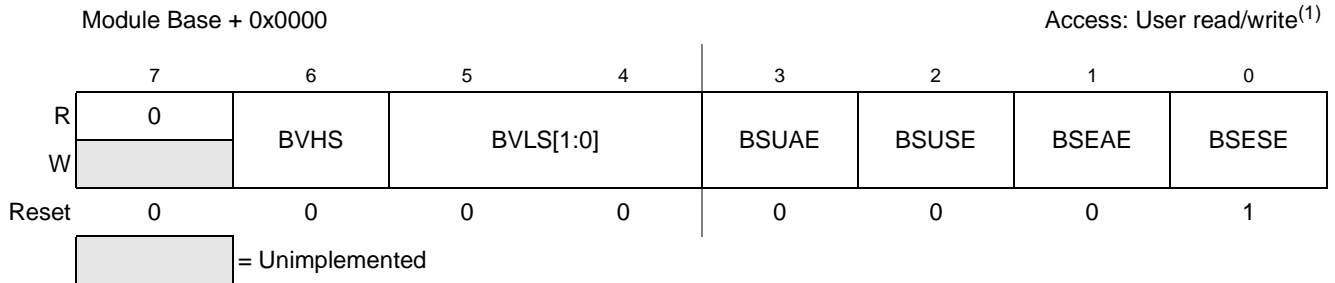 Module Base + 0x0000 Access: User read/write(1)
7 6 5 4 3 2 1 0
R 0 BVHS BVLS[1:0] BSUAE BSUSE BSEAE BSESE
W
Reset 0 0 0 0 0 0 0 1
= Unimplemented